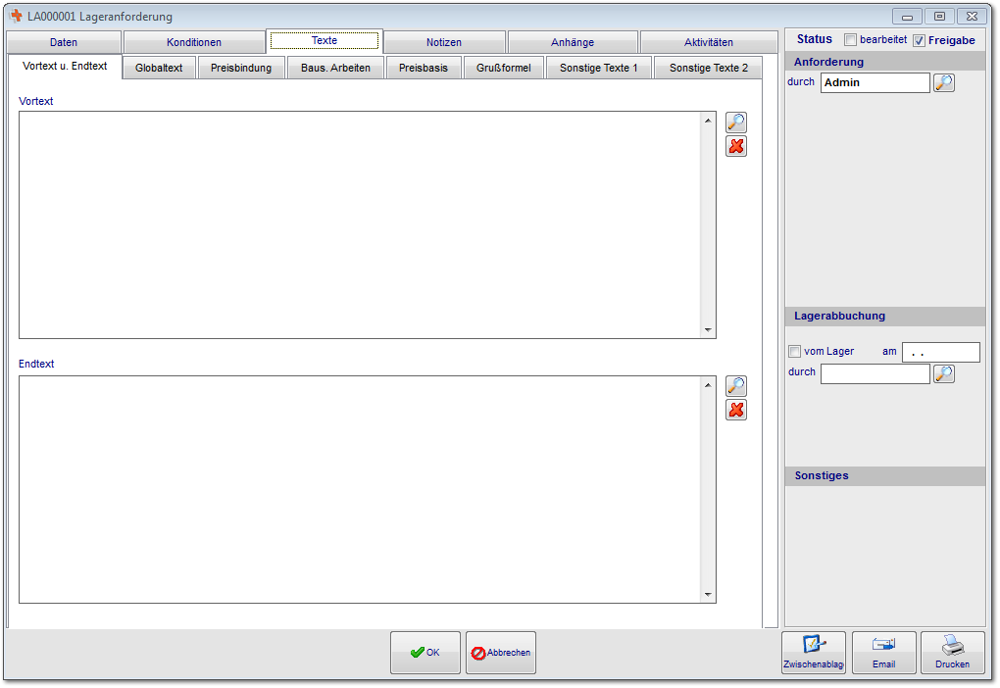 LA000001 Lageranforderung
Daten Konditionen Texte Notizen Anhänge Aktivitäten
Vortext u. Endtext Globaltext Preisbindung Baus. Arbeiten Preisbasis Grußformel Sonstige Texte 1 Sonstige Texte 2
Vortext
Endtext
OK Abbrechen
Status bearbeitet Freigabe
Anforderung
durch Admin
Lagerabbuchung
vom Lager am . .
durch
Sonstiges
Zwischenablag Email Drucken